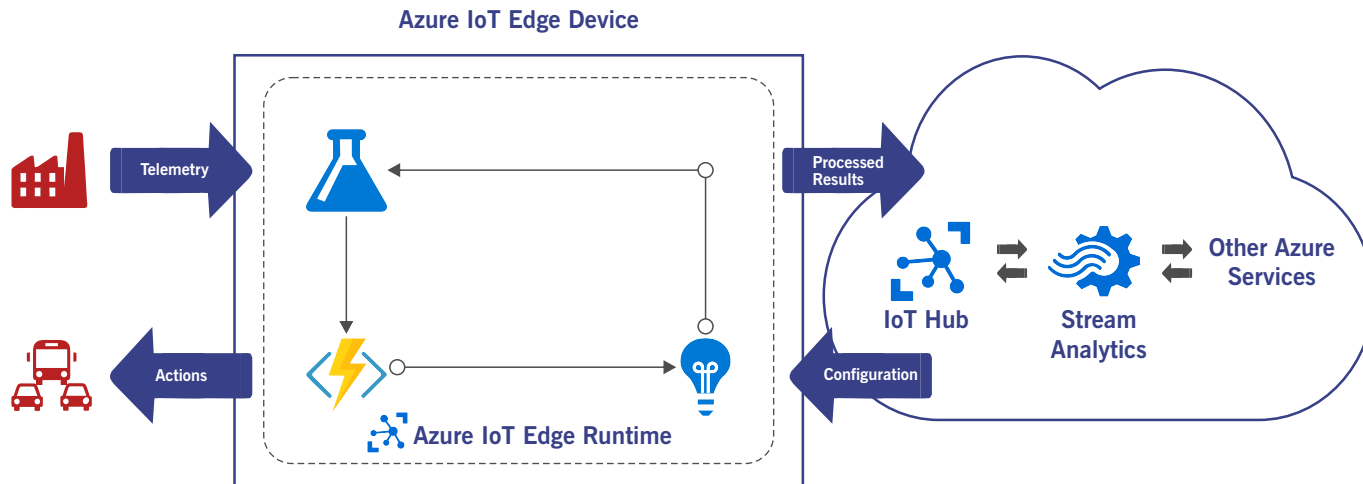 Azure IoT Edge Device
Telemetry
Processed
Results
IoT Hub
Stream
Analytics
Other Azure
Services
Actions
Configuration
Azure IoT Edge Runtime